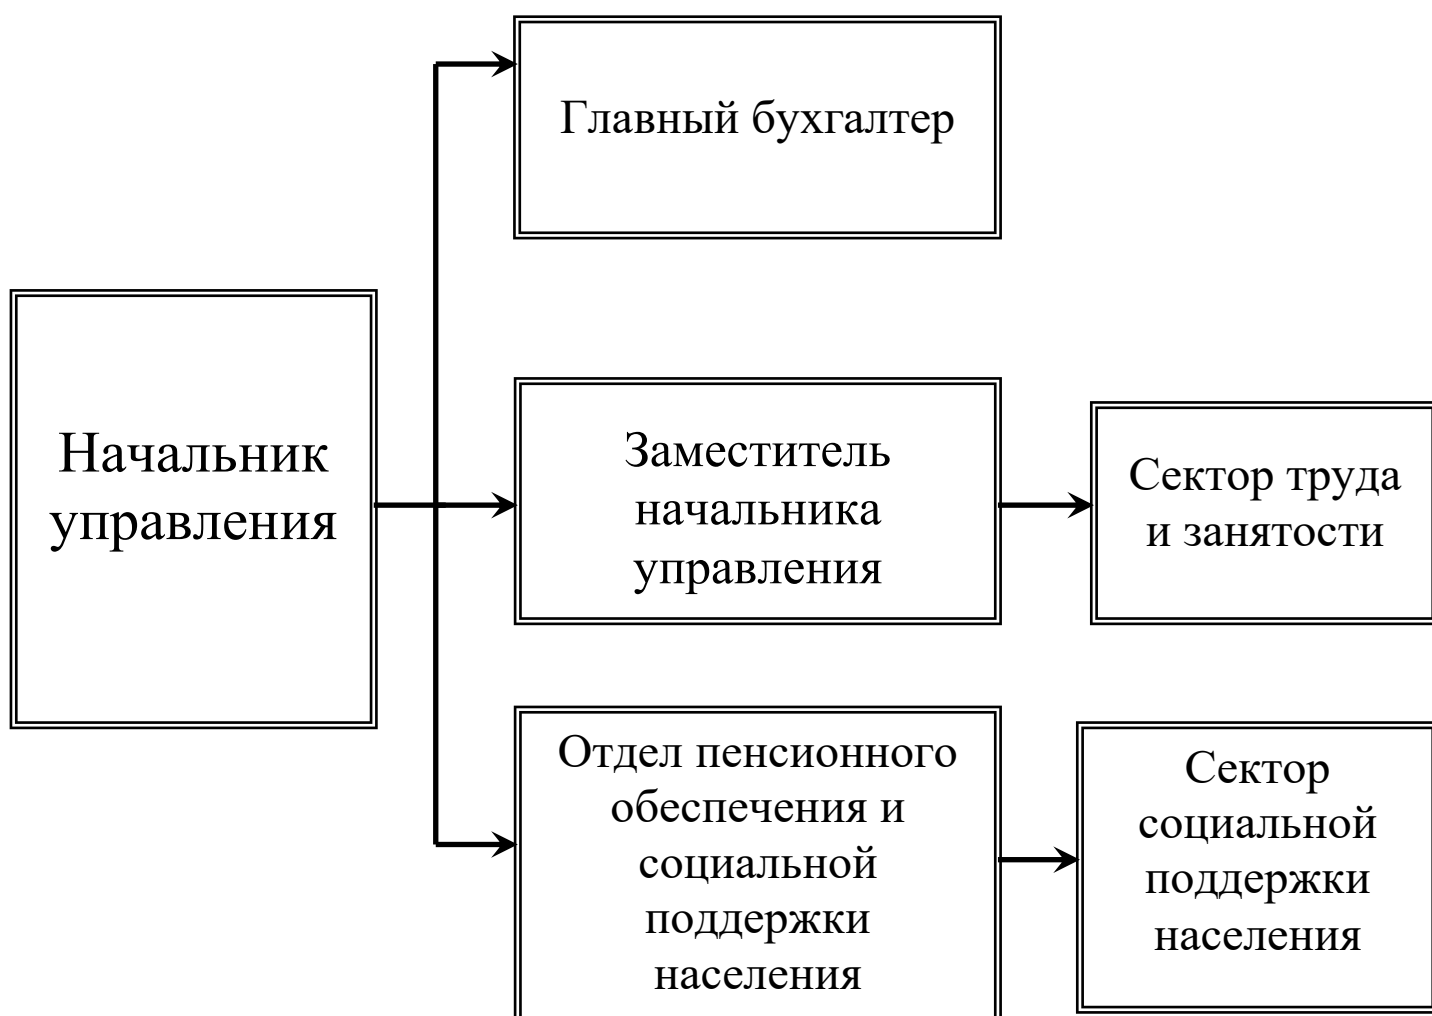 Главный бухгалтер
Начальник
управления
Заместитель
начальника
управления
Сектор труда
и занятости
Отдел пенсионного
обеспечения и
социальной
поддержки
населения
Сектор
социальной
поддержки
населения